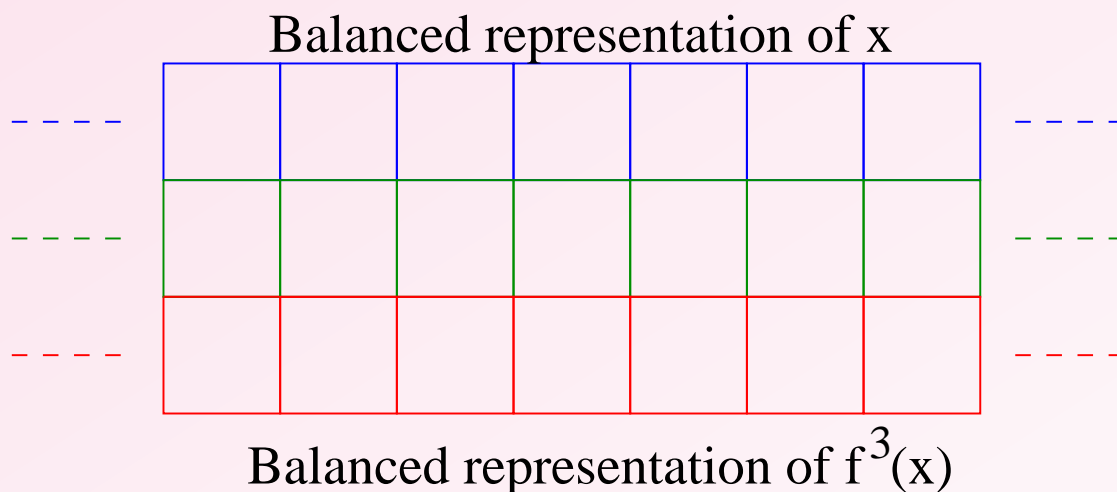 Balanced representation of x
Balanced representation of f³(x)